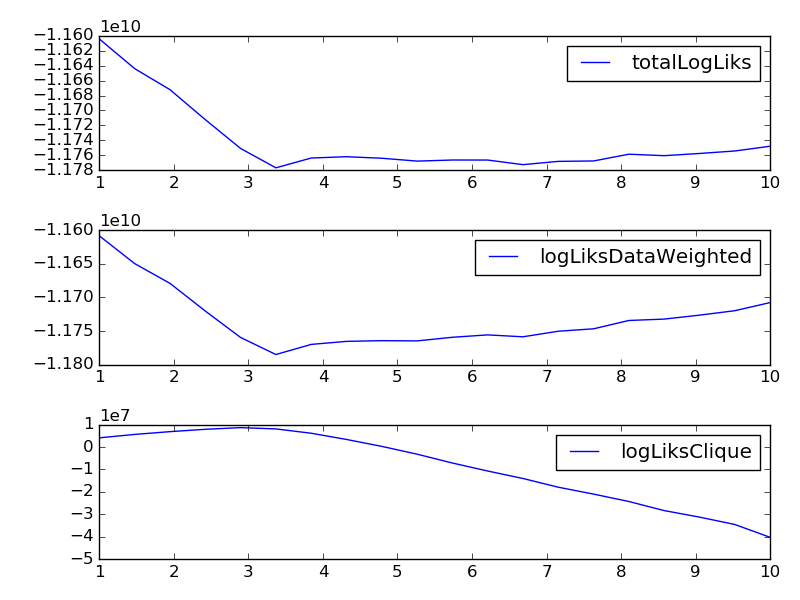 1e10
−1.160
−1.162
−1.164
−1.166
−1.168
−1.170
−1.172
−1.174
−1.176
−1.178
totalLogLiks
1 2 3 4 5 6 7 8 9 10
1e10
−1.160
−1.165
−1.170
−1.175
−1.180
logLiksDataWeighted
1 2 3 4 5 6 7 8 9 10
1e7
1
0
−1
−2
−3
−4
−5
logLiksClique
1 2 3 4 5 6 7 8 9 10